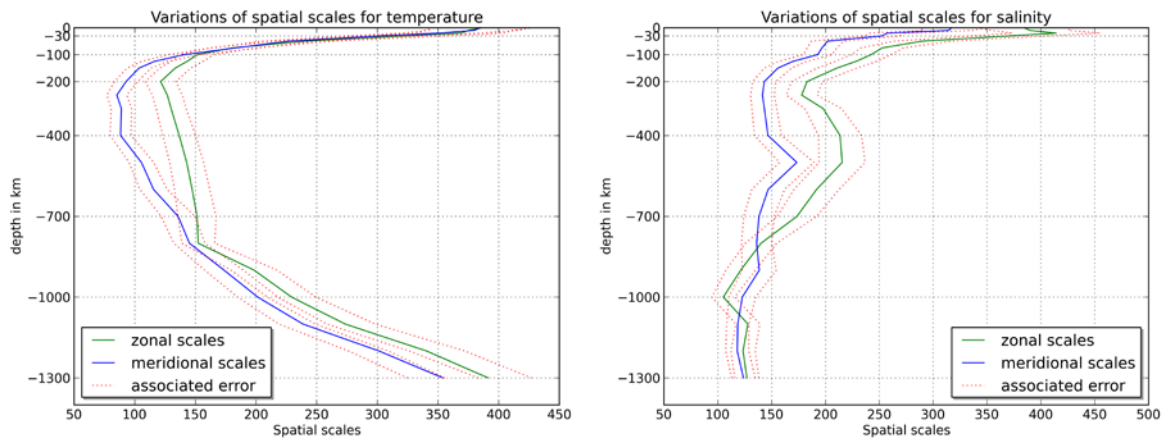 Variations of spatial scales for temperature
0
−30
−100
−200
−400
−700
−1000
−1300
depth in km
zonal scales
meridional scales
associated error
50 100 150 200 250 300 350 400 450
Spatial scales
Variations of spatial scales for salinity
0
−30
−100
−200
−400
−700
−1000
−1300
depth in km
zonal scales
meridional scales
associated error
50 100 150 200 250 300 350 400 450 500
Spatial scales